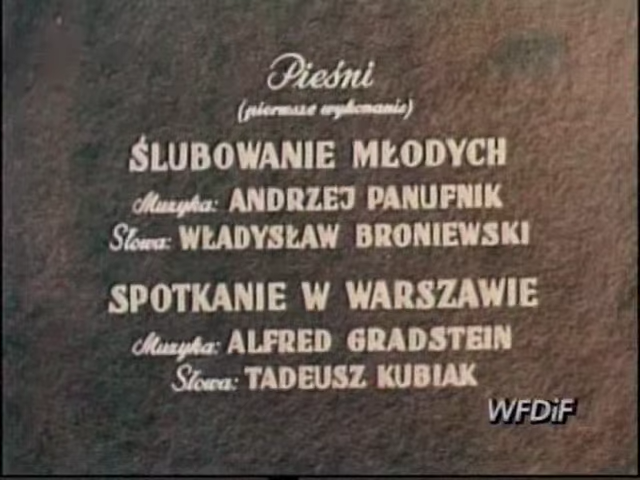 Pieśni
(pierwsze wykonanie)
ŚLUBOWANIE MŁODYCH
Muzyka: ANDRZEJ PANUFNIK
Słowa: WŁADYSŁAW BRONIEWSKI
SPOTKANIE W WARSZAWIE
Muzyka: ALFRED GRADSTEIN
Słowa: TADEUSZ KUBIAK
WFDiF